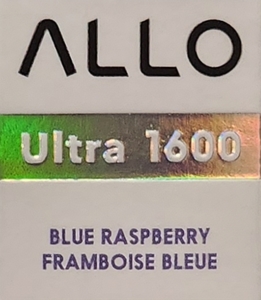 ALLO
Ultra 1600
BLUE RASPBERRY
FRAMBOISE BLEUE